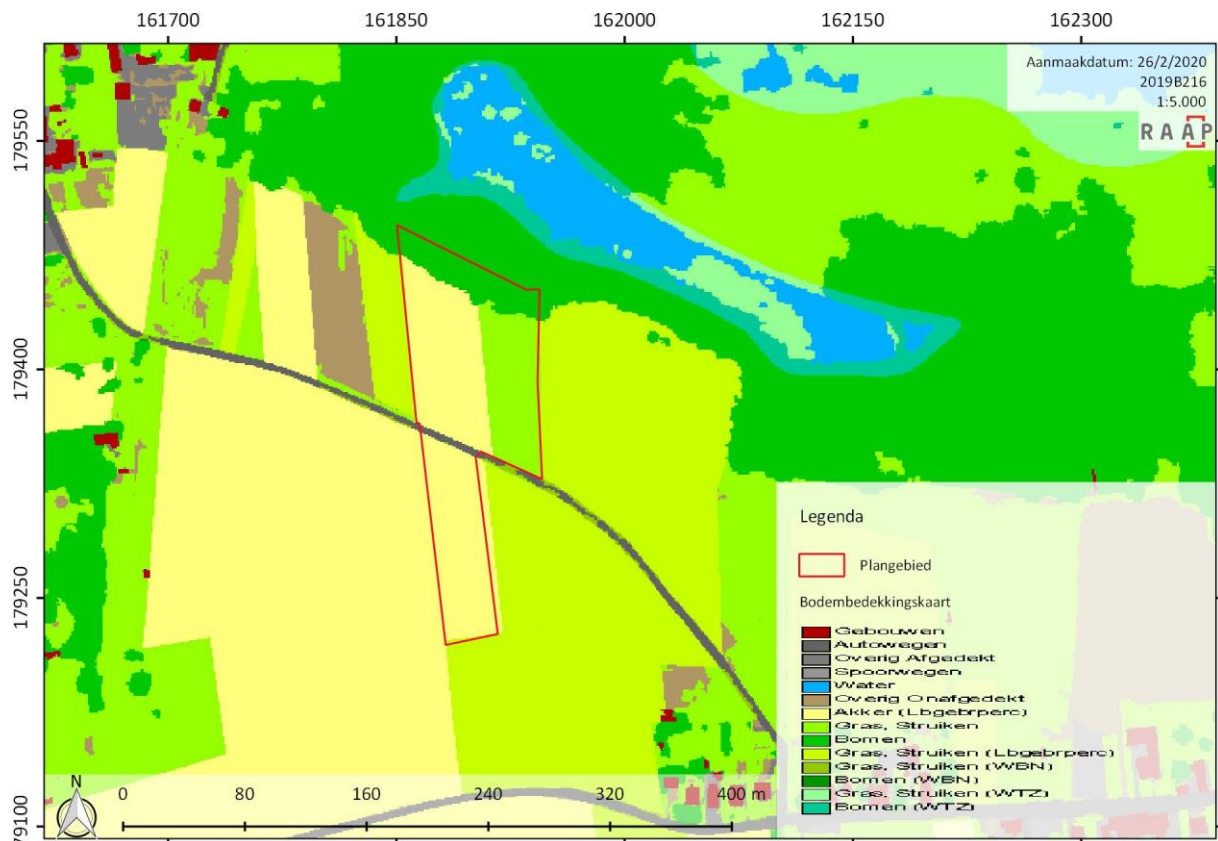 161700 161850 162000 162150 162300
Aanmaakdatum: 26/2/2020
2019B216
1:5.000
RAAP
179550
179400
179250
179100
Legenda
Plangebied
Bodembedekkingskaart
Gebouwen
Autowegen
Overig Afgedekt
Spoorwegen
Water
Overig Onafgedekt
Akker (Lbgebrperc)
Gras, Struiken
Bomen
Gras, Struiken (Lbgebrperc)
Gras, Struiken (WBN)
Bomen (WBN)
Gras, Struiken (WTZ)
Bomen (WTZ)
N
0 80 160 240 320 400 m